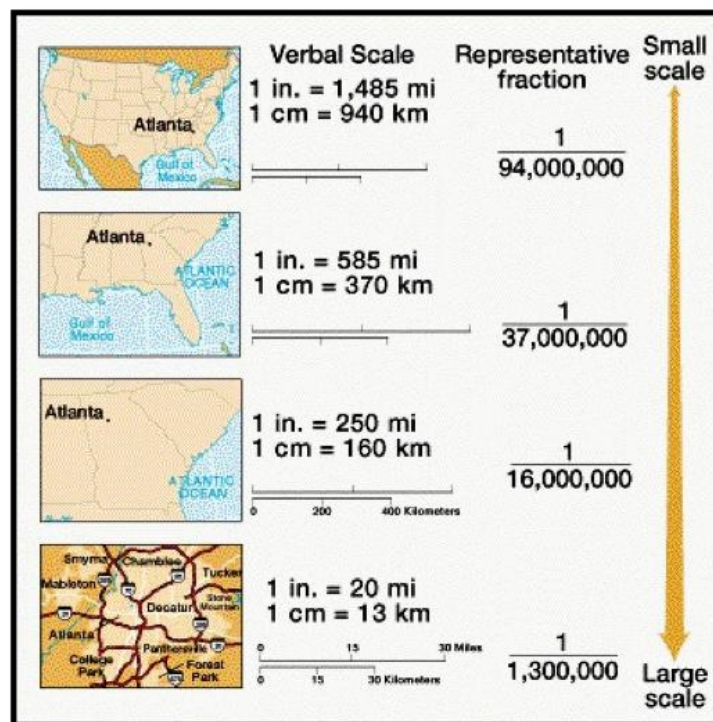 Verbal Scale
Representative fraction
Small scale
Atlanta
Gulf of Mexico
1 in. = 1,485 mi
1 cm = 940 km
1
94,000,000
Atlanta
ATLANTIC OCEAN
Gulf of Mexico
1 in. = 585 mi
1 cm = 370 km
1
37,000,000
Atlanta
ATLANTIC OCEAN
1 in. = 250 mi
1 cm = 160 km
0 200 400 Kilometers
1
16,000,000
Smyrna
Chamblee
Tucker
Mableton
Stone Mountain
Decatur
Atlanta
Panthersville
College Park
Forest Park
1 in. = 20 mi
1 cm = 13 km
0 15 30 Miles
0 15 30 Kilometers
1
1,300,000
Large scale